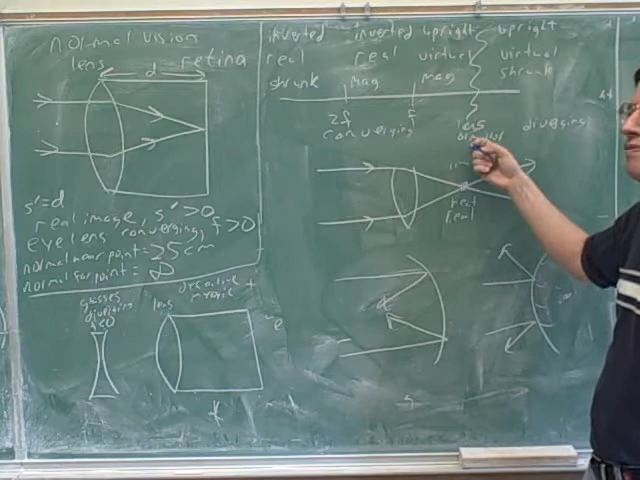 normal vision
lens
d
retina
s'=d
real image, s'>0
eye lens converging, f>0
normal near point = 25 cm
normal far point = ∞
glasses
diverging
f<0
lens
inverted inverted upright upright
real real virtual virtual
shrunk mag mag shrunk
2f f lens
converging diverging
real